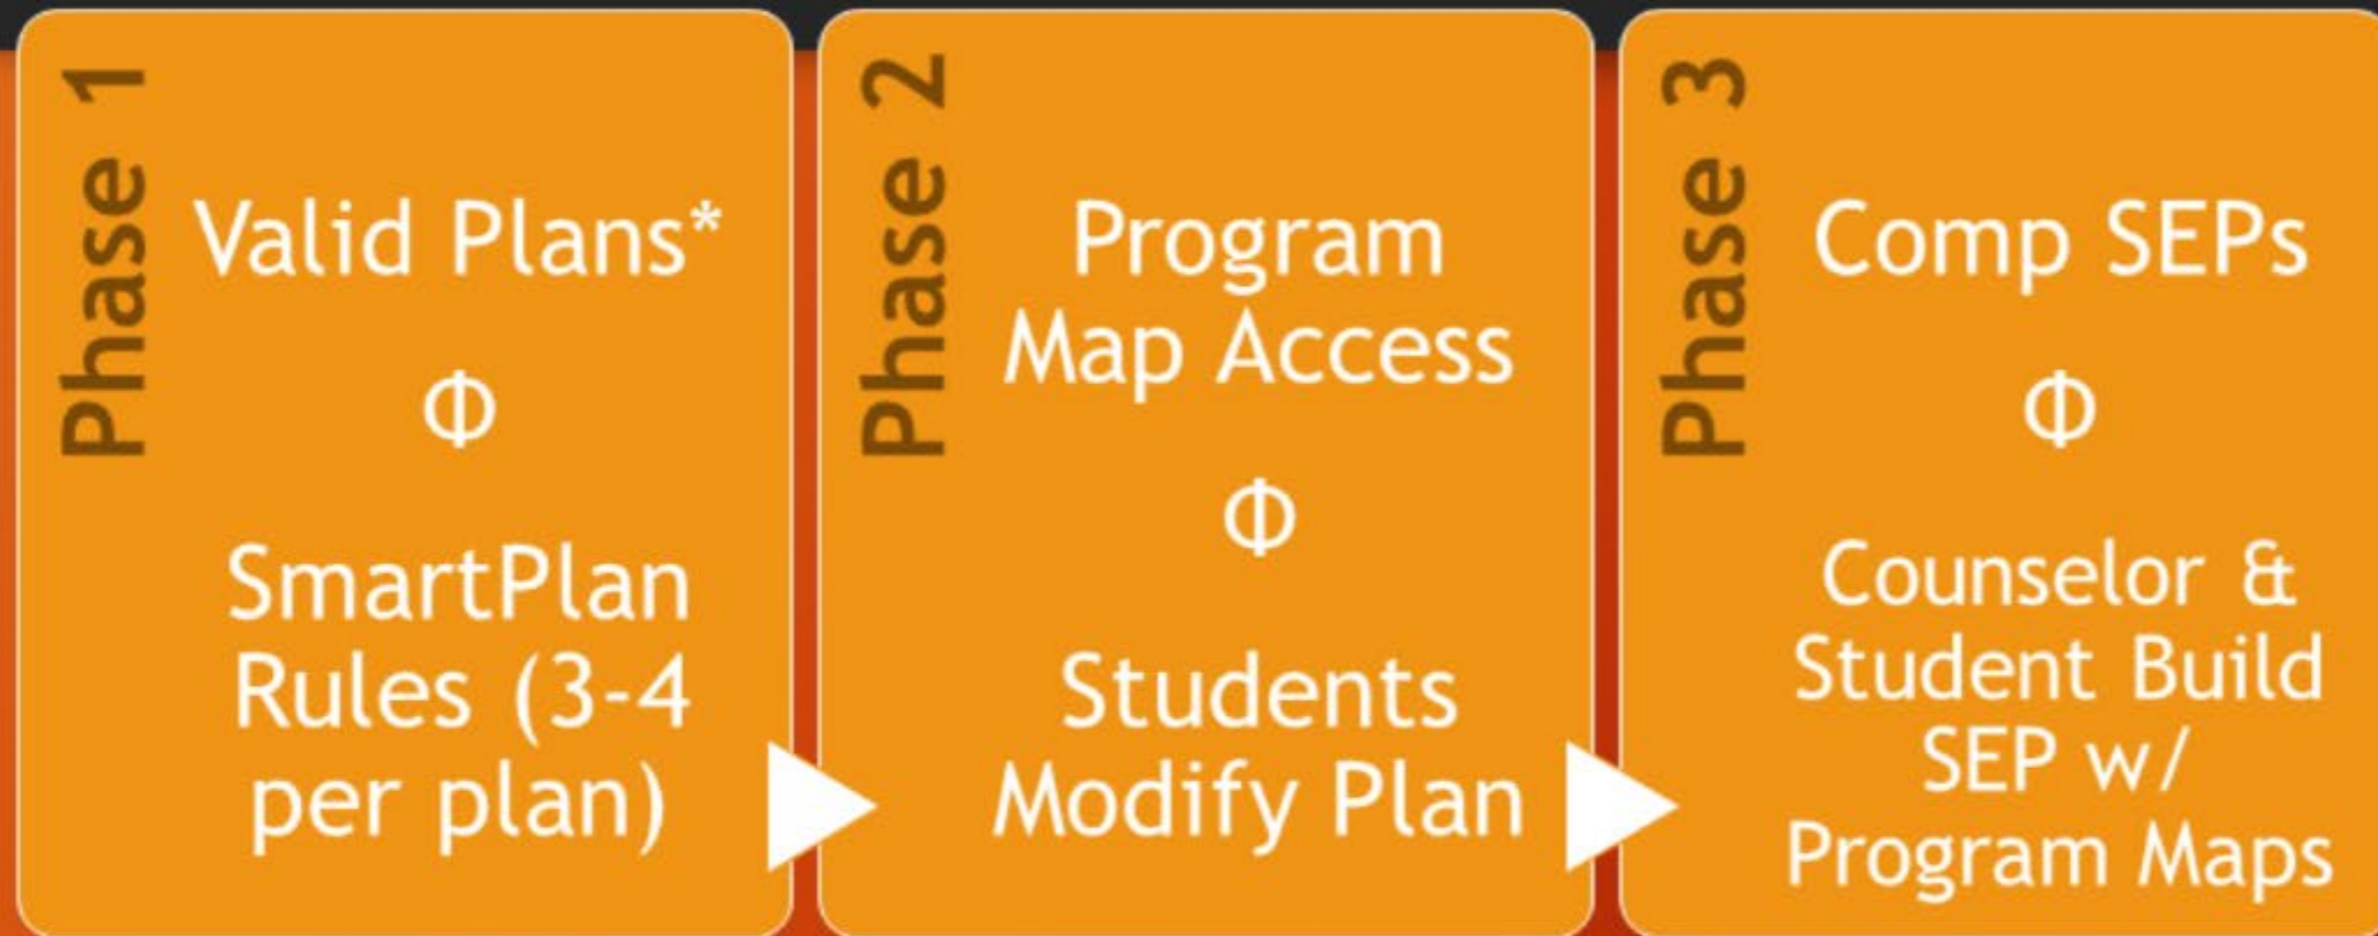 Phase 1
Valid Plans*
Φ
SmartPlan
Rules (3-4
per plan)
Phase 2
Program
Map Access
Φ
Students
Modify Plan
Phase 3
Comp SEPs
Φ
Counselor &
Student Build
SEP w/
Program Maps